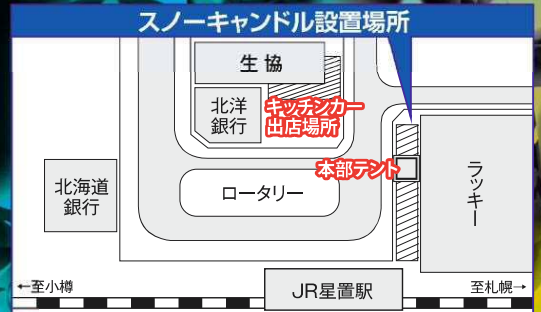 スノーキャンドル設置場所
生協
北洋
銀行
キッチンカー
出店場所
本部テント
北海道
銀行
ロータリー
ラッキー
←至小樽
JR星置駅
至札幌→